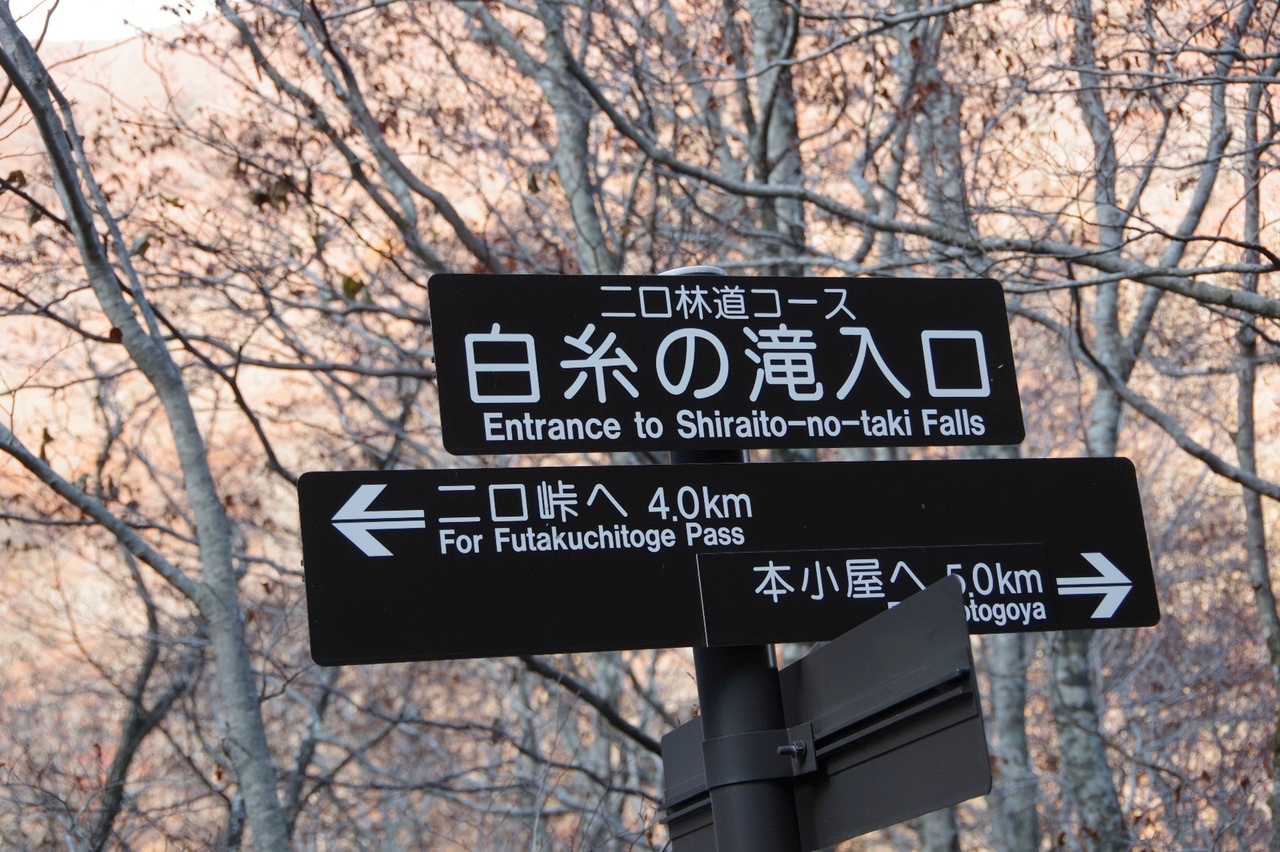 二口林道コース
白糸の滝入口
Entrance to Shiraito-no-taki Falls
二口峠へ 4.0km
For Futakuchitoge Pass
本小屋へ 5.0km